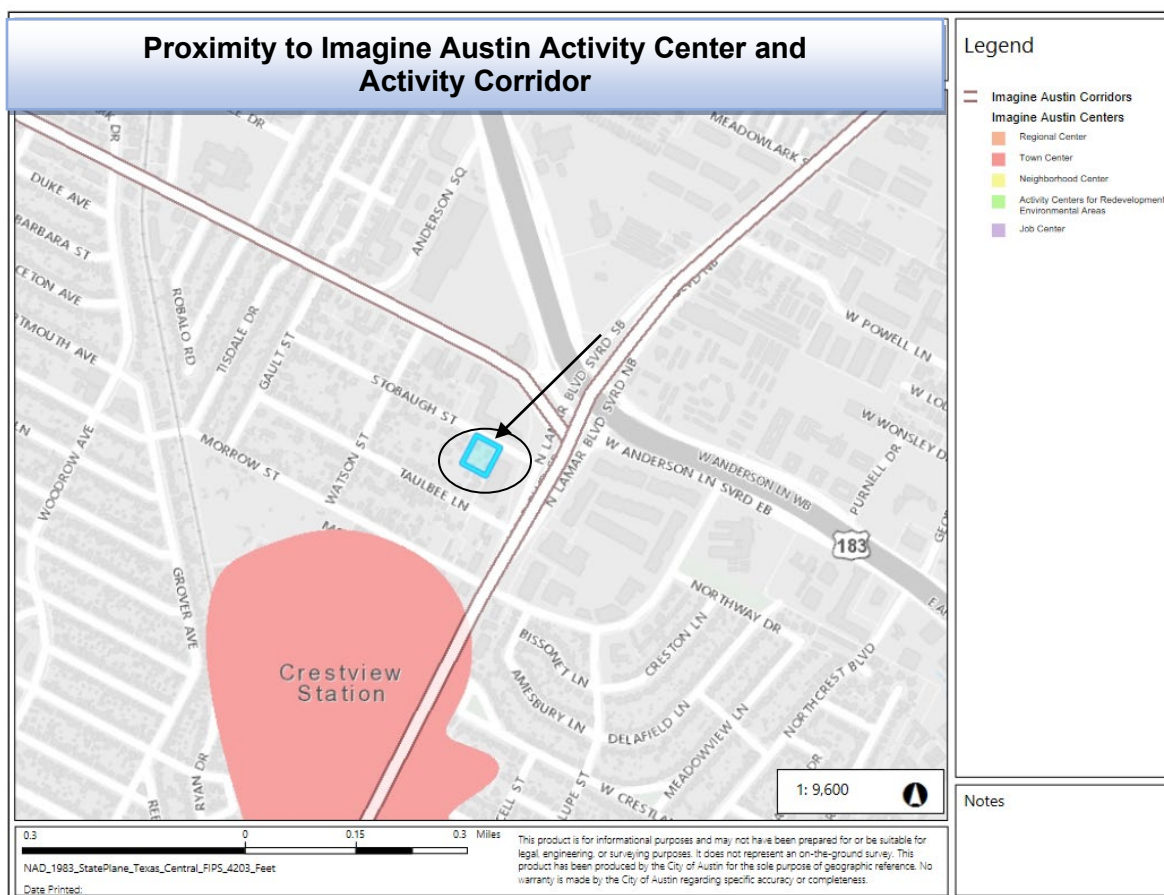 Proximity to Imagine Austin Activity Center and
Activity Corridor
Legend
Imagine Austin Corridors
Imagine Austin Centers
Regional Center
Town Center
Neighborhood Center
Activity Centers for Redevelopment
Environmental Areas
Job Center
DUKE AVE
BARBARA ST
ROBALO RD
TISDALE DR
GAULT ST
ANDERSON SQ
MEADOWLARK
STOBAUGH ST
MORROW ST
WATSON ST
TAULBEE LN
WOODROW AVE
GROVER AVE
RYAN DR
N LAMAR BLVD SVRD SB
N LAMAR BLVD SVRD NB
W POWELL LN
W WONSLEY D
PURNELL DR
W ANDERSON LN WB
W ANDERSON LN SVRD EB
183
NORTHWAY DR
BISSONET LN
CRESTON LN
AMESBURY LN
DELAFIELD LN
MEADOWVIEW LN
NORTHCREST BLVD
Crestview
Station
1: 9,600
Notes
0.3 0 0.15 0.3 Miles
NAD_1983_StatePlane_Texas_Central_FIPS_4203_Feet
Date Printed:
This product is for informational purposes and may not have been prepared for or be suitable for
legal, engineering, or surveying purposes. It does not represent an on-the-ground survey. This
product has been produced by the City of Austin for the sole purpose of geographic reference. No
warranty is made by the City of Austin regarding specific accuracy or completeness.